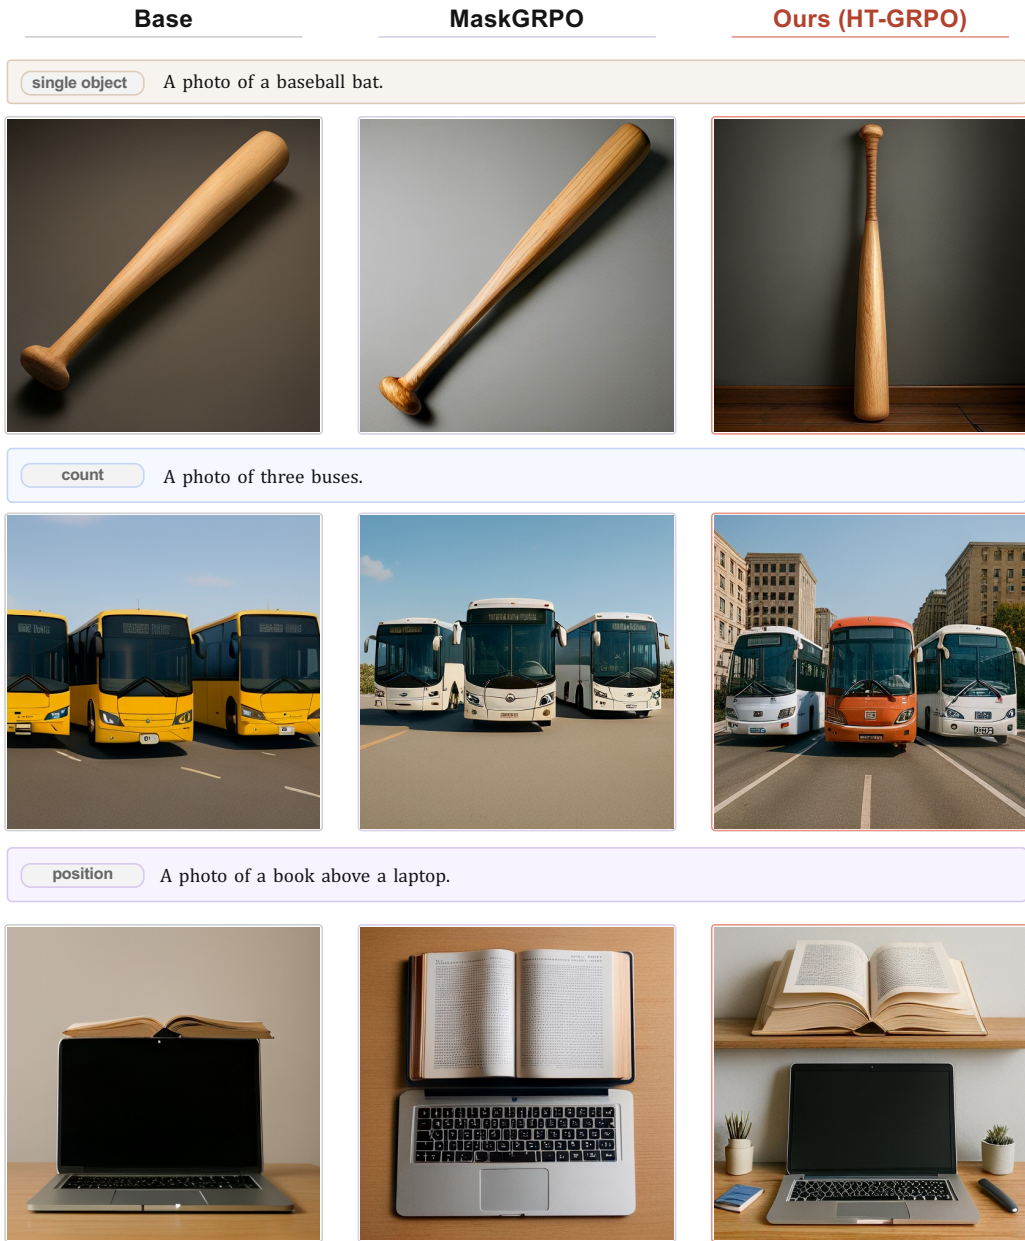 Base MaskGRPO Ours (HT-GRPO)
single object A photo of a baseball bat.
count A photo of three buses.
position A photo of a book above a laptop.